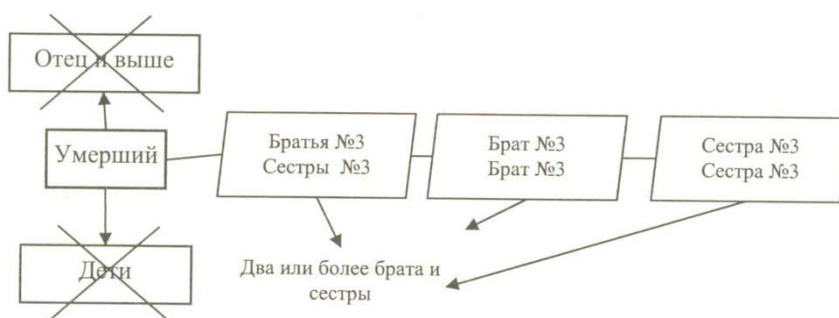 Отец и выше
Умерший
Братья №3
Сестры №3
Брат №3
Брат №3
Сестра №3
Сестра №3
Дети
Два или более брата и
сестры